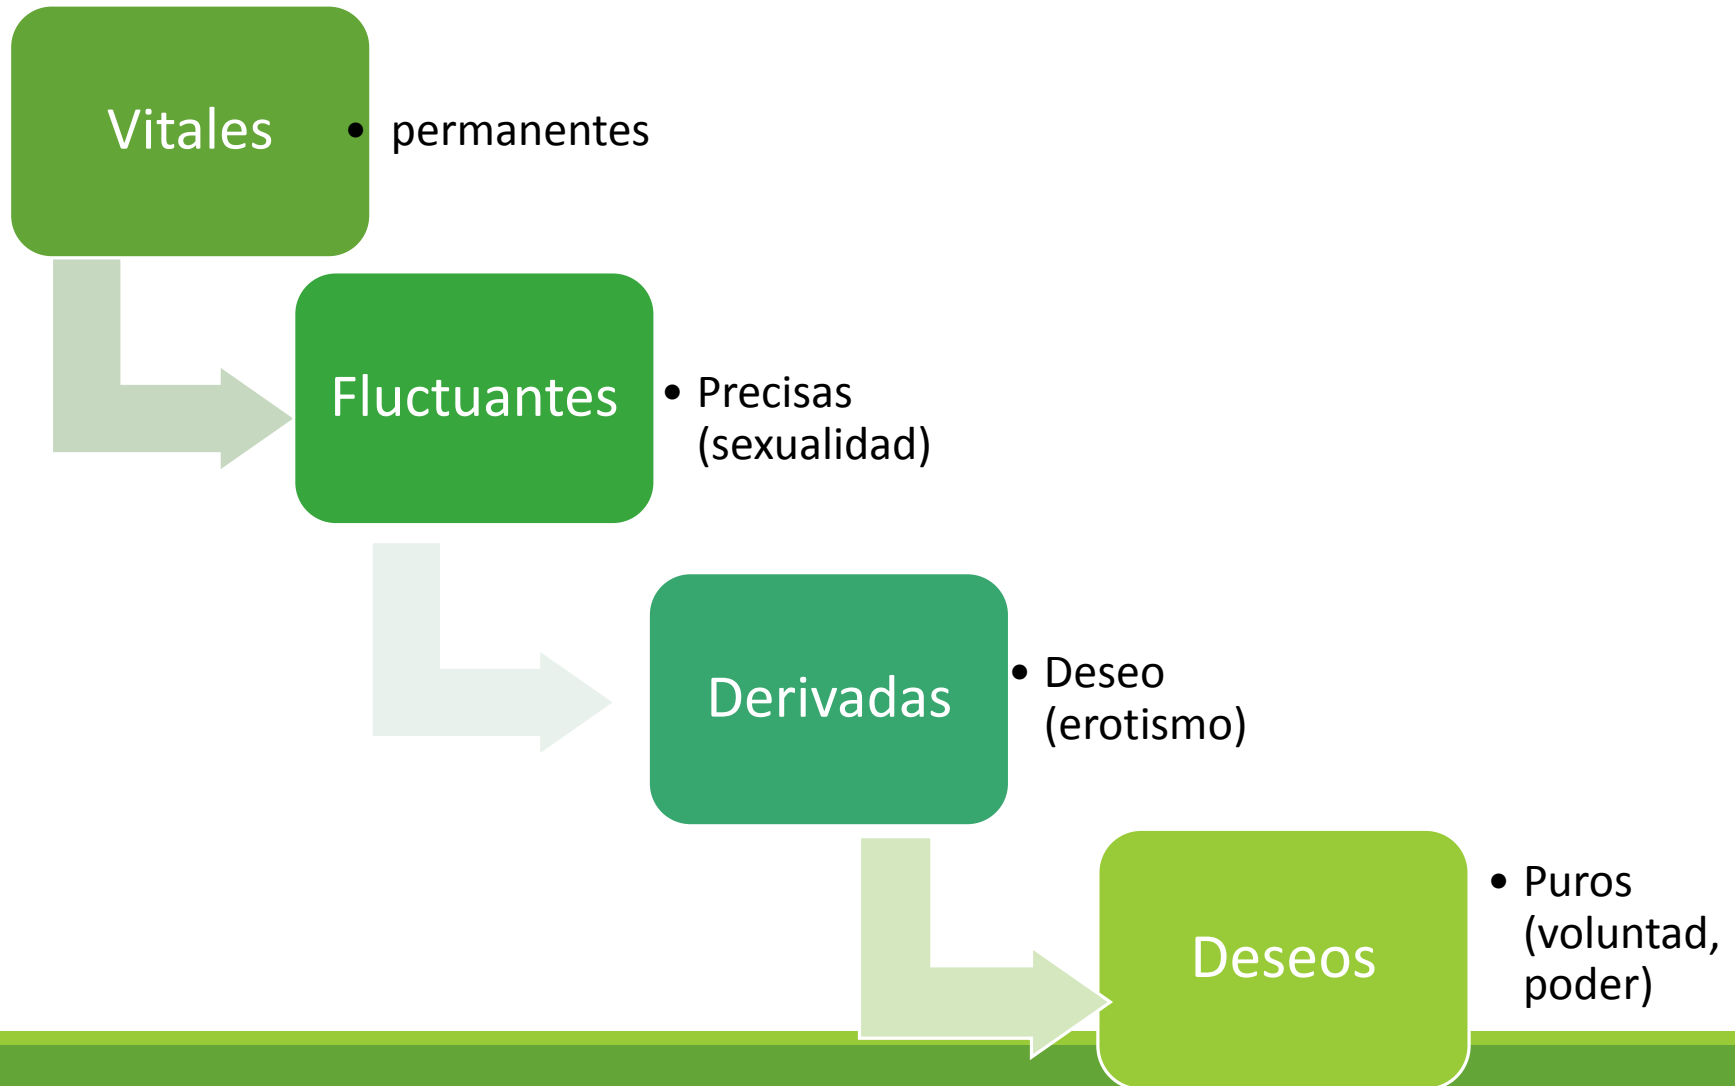 Vitales
• permanentes
Fluctuantes
• Precisas
(sexualidad)
Derivadas
• Deseo
(erotismo)
Deseos
• Puros
(voluntad,
poder)